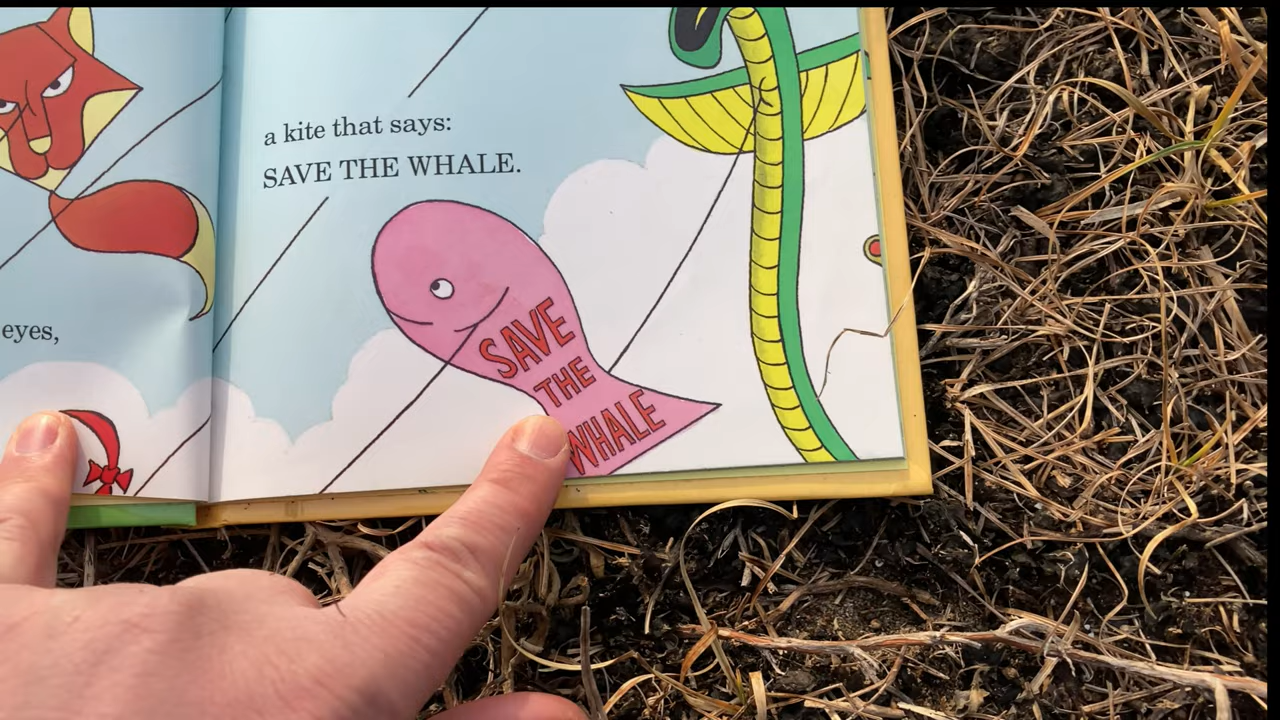 eyes,
a kite that says:
SAVE THE WHALE.
SAVE
THE
WHALE